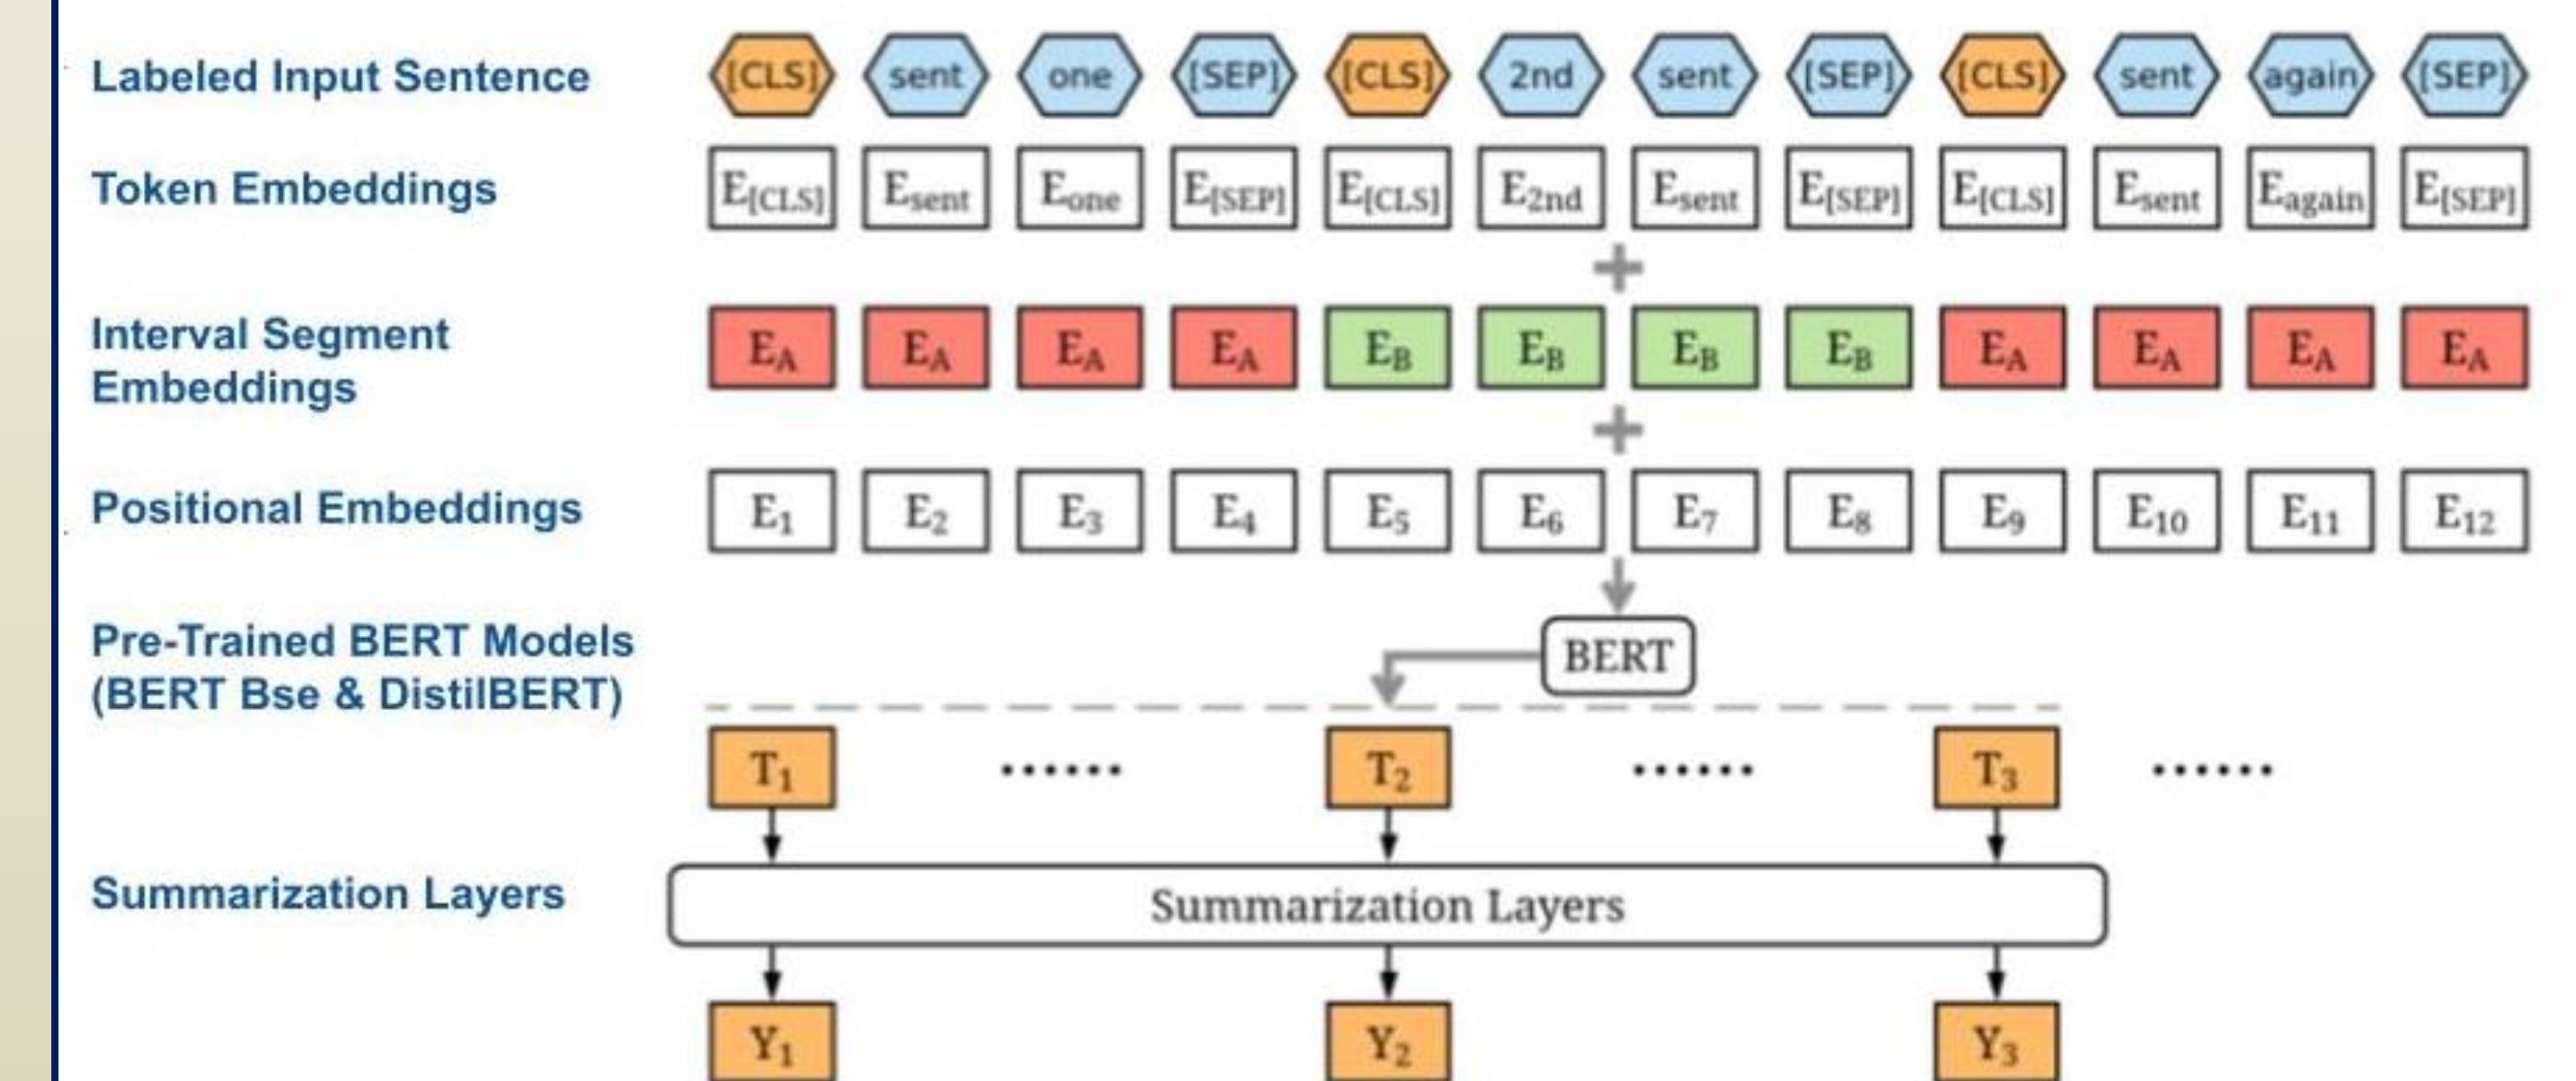 Labeled Input Sentence
[CLS] sent one [SEP] [CLS] 2nd sent [SEP] [CLS] sent again [SEP]
Token Embeddings
E[CLS] Esent Eone E[SEP] E[CLS] E2nd Esent E[SEP] E[CLS] Esent Eagain E[SEP]
+
Interval Segment
Embeddings
EA EA EA EA EB EB EB EB EA EA EA EA
+
Positional Embeddings
E1 E2 E3 E4 E5 E6 E7 E8 E9 E10 E11 E12
Pre-Trained BERT Models
(BERT Bse & DistilBERT)
BERT
T1 ...... T2 ...... T3 ......
Summarization Layers
Summarization Layers
Y1 Y2 Y3